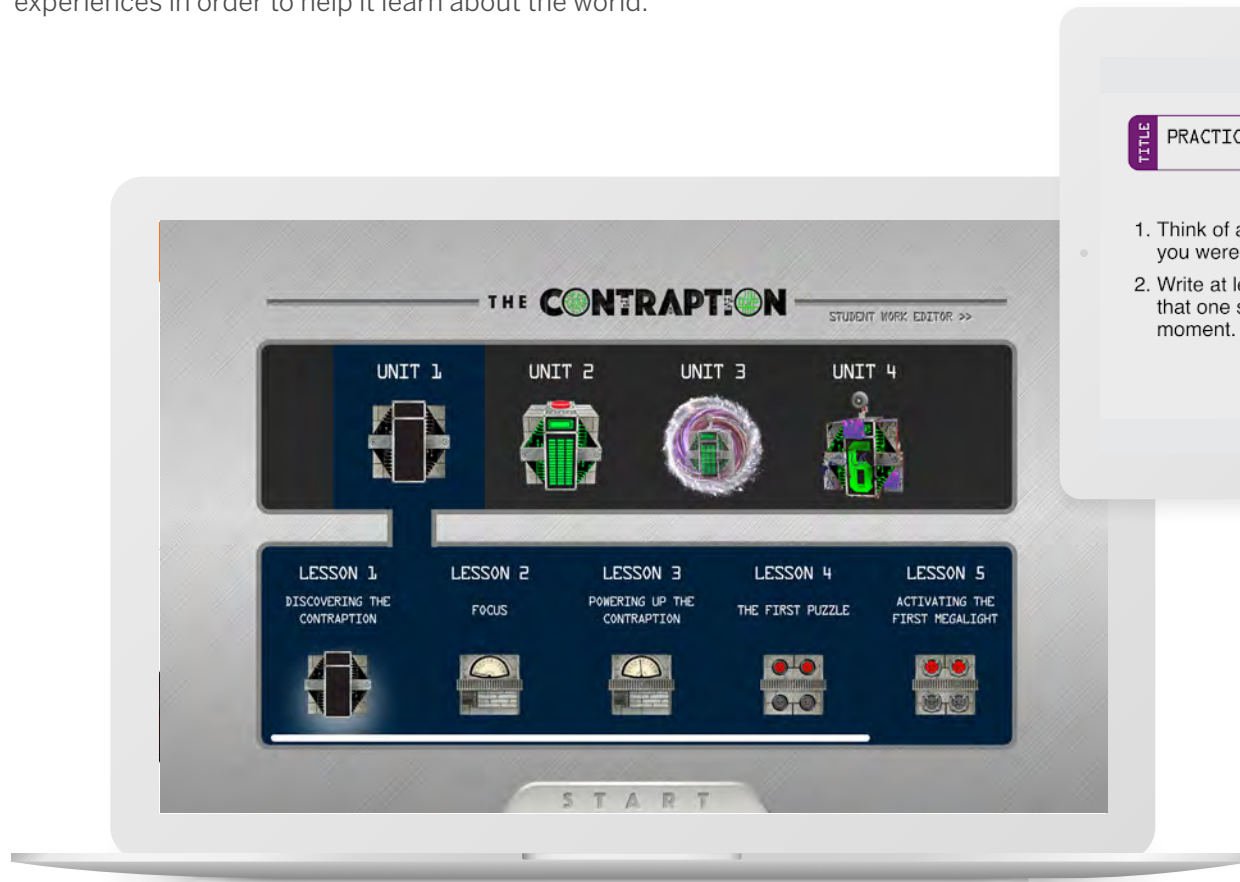 experiences in order to help it learn about the world.
TITLE
PRACTIC
1. Think of a
you were
2. Write at le
that one s
moment.
THE CONTRAPTION
STUDENT WORK EDITOR >>
UNIT 1
UNIT 2
UNIT 3
UNIT 4
6
LESSON 1
DISCOVERING THE
CONTRAPTION
LESSON 2
FOCUS
LESSON 3
POWERING UP THE
CONTRAPTION
LESSON 4
THE FIRST PUZZLE
LESSON 5
ACTIVATING THE
FIRST MEGALIGHT
START